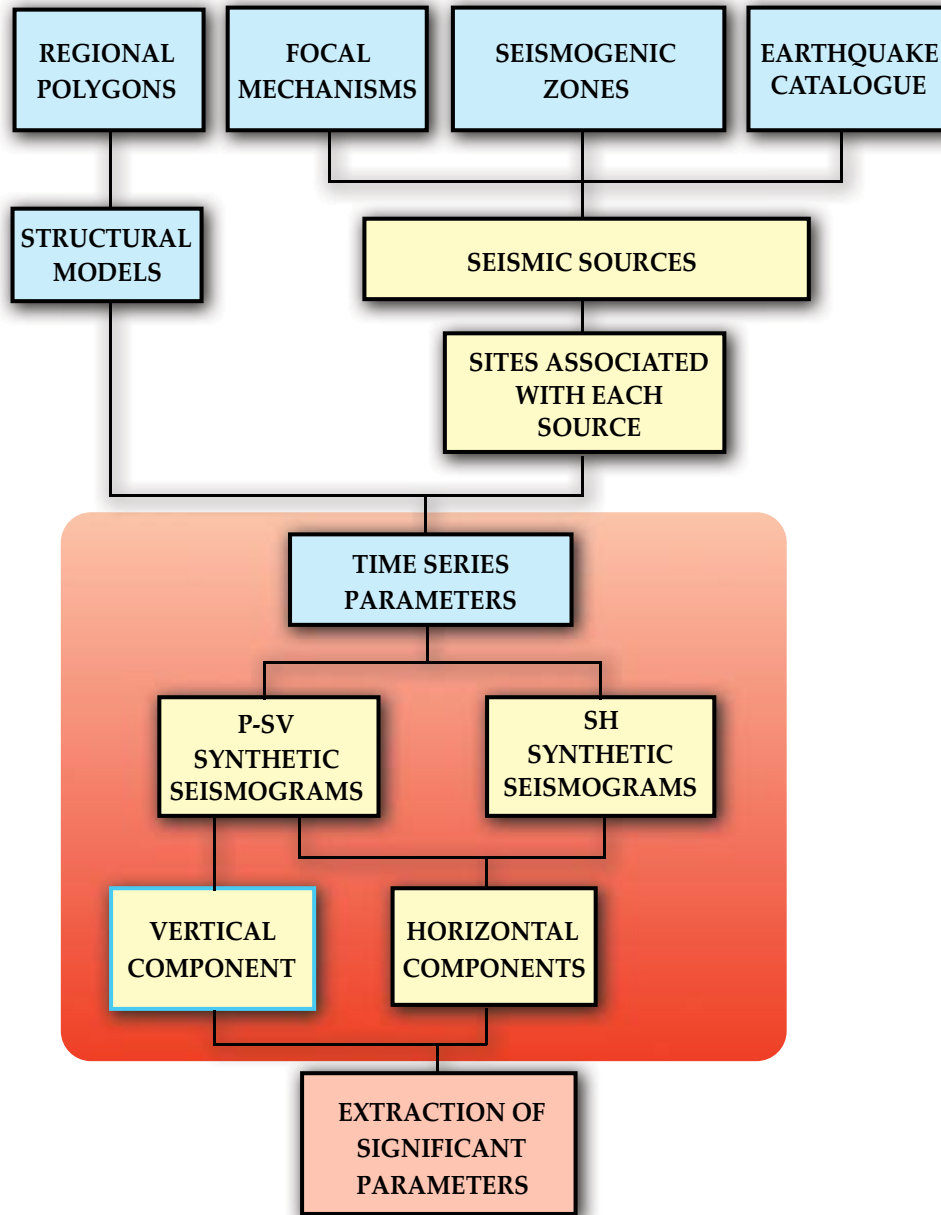 REGIONAL
POLYGONS
FOCAL
MECHANISMS
SEISMOGENIC
ZONES
EARTHQUAKE
CATALOGUE
STRUCTURAL
MODELS
SEISMIC SOURCES
SITES ASSOCIATED
WITH EACH
SOURCE
TIME SERIES
PARAMETERS
P-SV
SYNTHETIC
SEISMOGRAMS
SH
SYNTHETIC
SEISMOGRAMS
VERTICAL
COMPONENT
HORIZONTAL
COMPONENTS
EXTRACTION OF
SIGNIFICANT
PARAMETERS